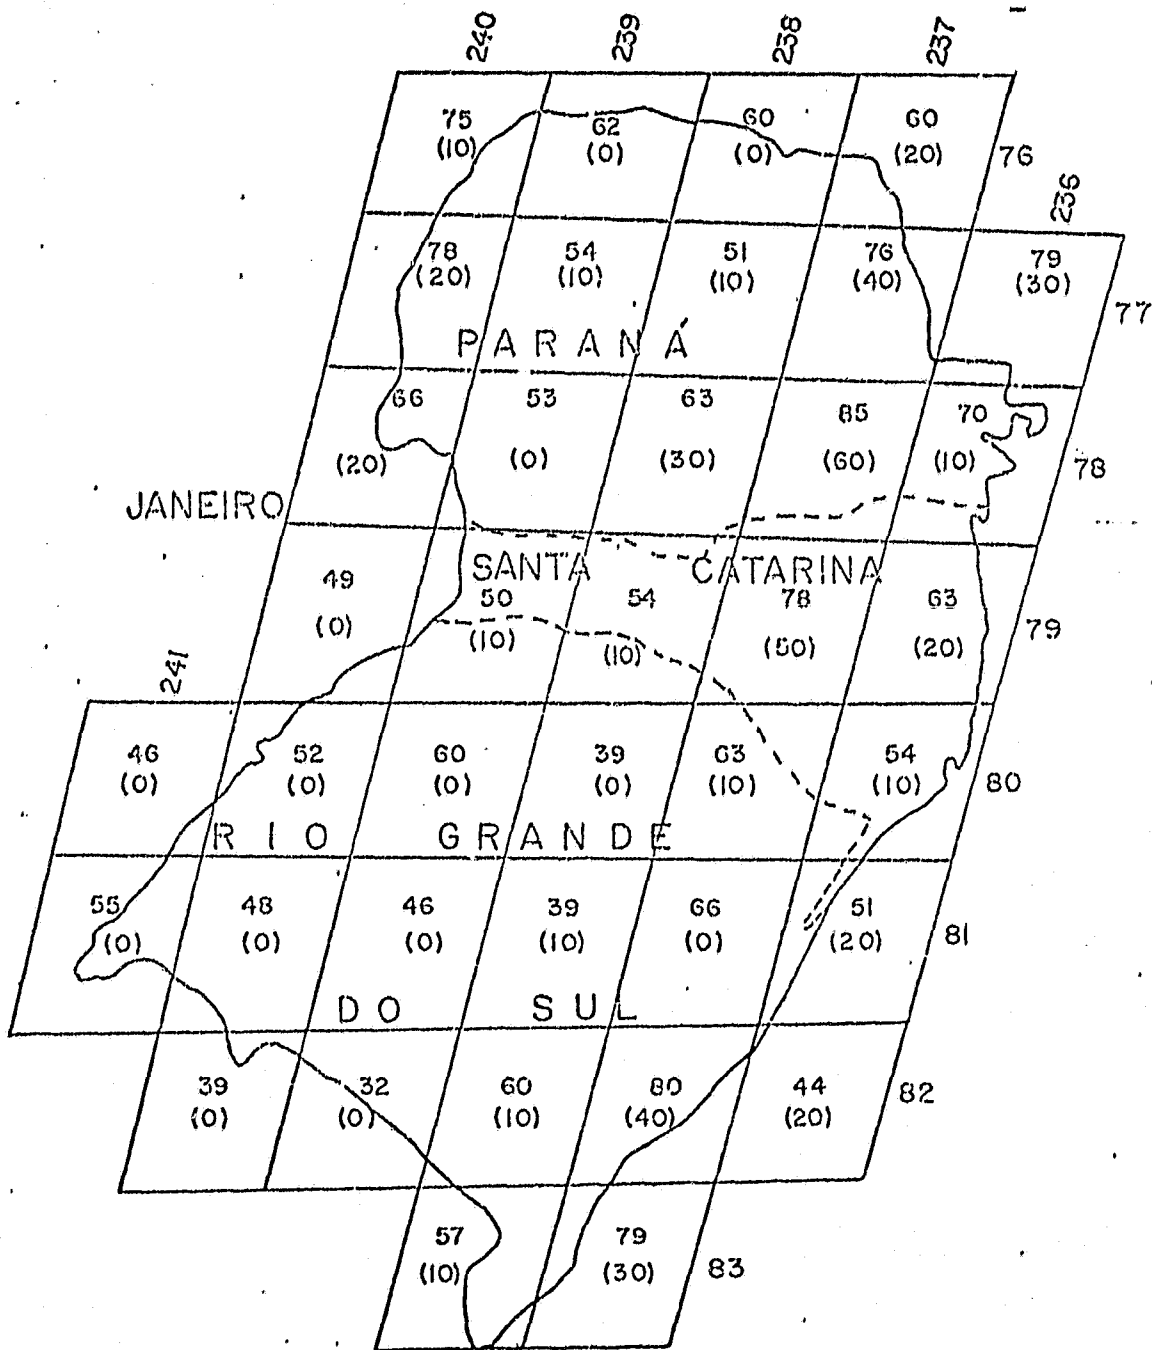 240 239 238 237
75 62 60 60
(10) (0) (0) (20) 76
236
78 54 51 76 79
(20) (10) (10) (40) (30) 77
PARANÁ
66 53 63 85 70
(20) (0) (30) (60) (10) 78
JANEIRO
SANTA CATARINA
49 50 54 78 63
(0) (10) (10) (50) (20) 79
241
46 52 60 39 63 54
(0) (0) (0) (0) (10) (10) 80
RIO GRANDE
55 48 46 39 66 51
(0) (0) (0) (10) (0) (20) 81
DO SUL
39 32 60 80 44
(0) (0) (10) (40) (20) 82
57 79
(10) (30) 83